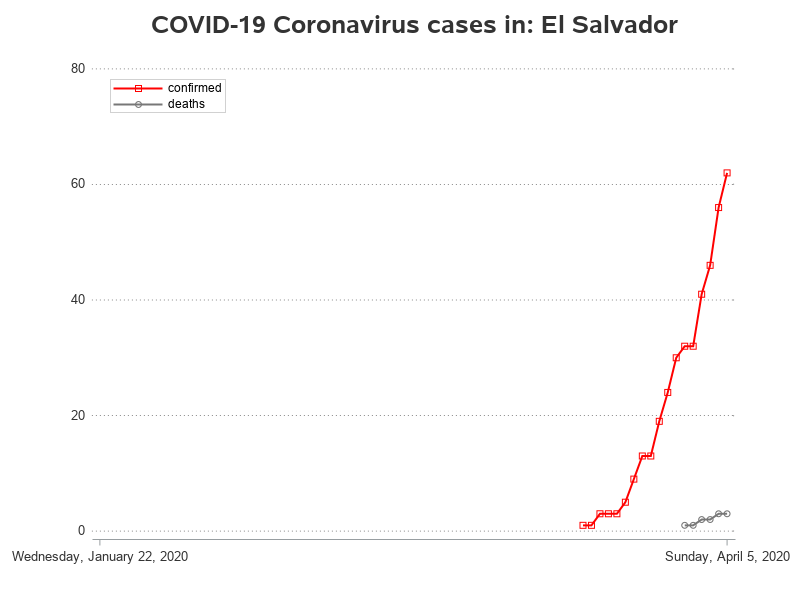 COVID-19 Coronavirus cases in: El Salvador
80
confirmed
deaths
60
40
20
0
Wednesday, January 22, 2020 Sunday, April 5, 2020